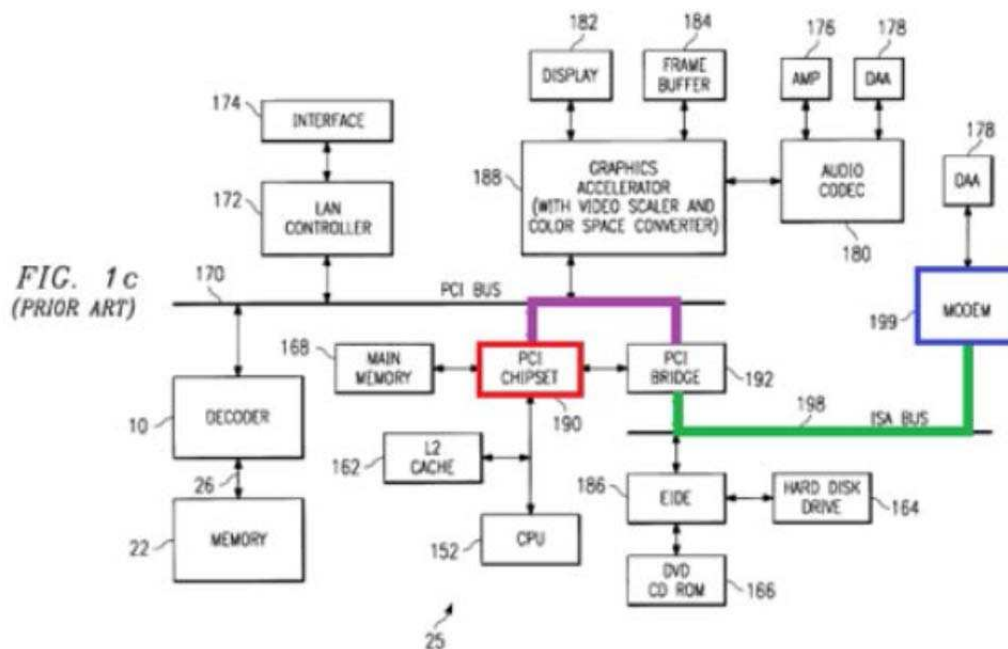 182
184
176
178
DISPLAY
FRAME
BUFFER
AMP
DAA
174
INTERFACE
178
188
GRAPHICS
ACCELERATOR
(WITH VIDEO SCALER AND
COLOR SPACE CONVERTER)
AUDIO
CODEC
DAA
172
LAN
CONTROLLER
180
FIG. 1c
(PRIOR ART)
170
PCI BUS
199
MODEM
168
MAIN
MEMORY
PCI
CHIPSET
PCI
BRIDGE
192
190
198
ISA BUS
10
DECODER
162
L2
CACHE
26
186
EIDE
HARD DISK
DRIVE
164
22
MEMORY
152
CPU
DVD
CD ROM
166
25